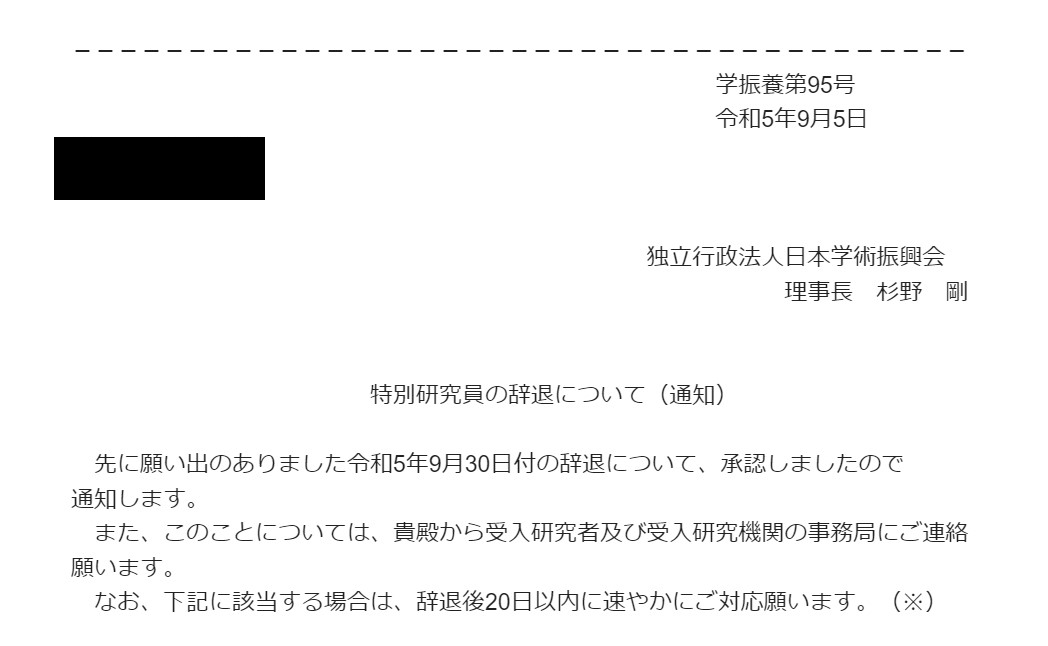 －－－－－－－－－－－－－－－－－－－－－－－－－－－－－－－－－－－－－－－
学振養第95号
令和5年9月5日
独立行政法人日本学術振興会
理事長　杉野　剛
特別研究員の辞退について（通知）
　先に願い出のありました令和5年9月30日付の辞退について、承認しましたので
通知します。
　また、このことについては、貴殿から受入研究者及び受入研究機関の事務局にご連絡
願います。
　なお、下記に該当する場合は、辞退後20日以内に速やかにご対応願います。（※）